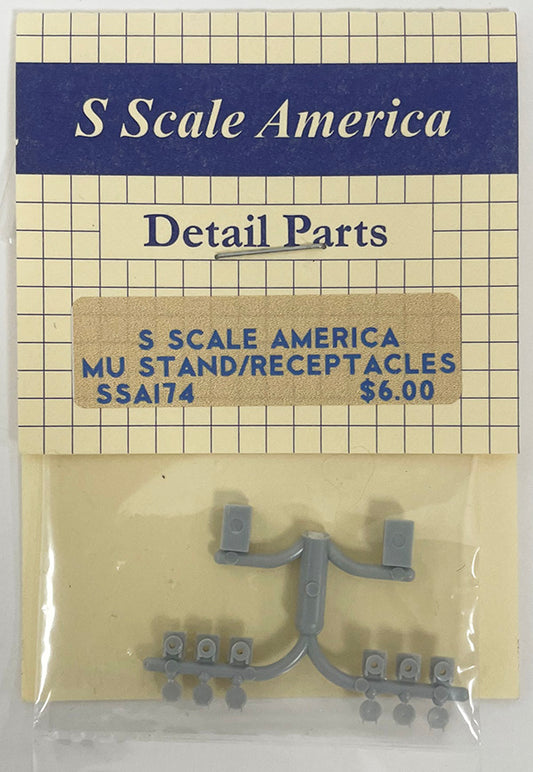 S Scale America
Detail Parts
S SCALE AMERICA
MU STAND/RECEPTACLES
SSA174 $6.00